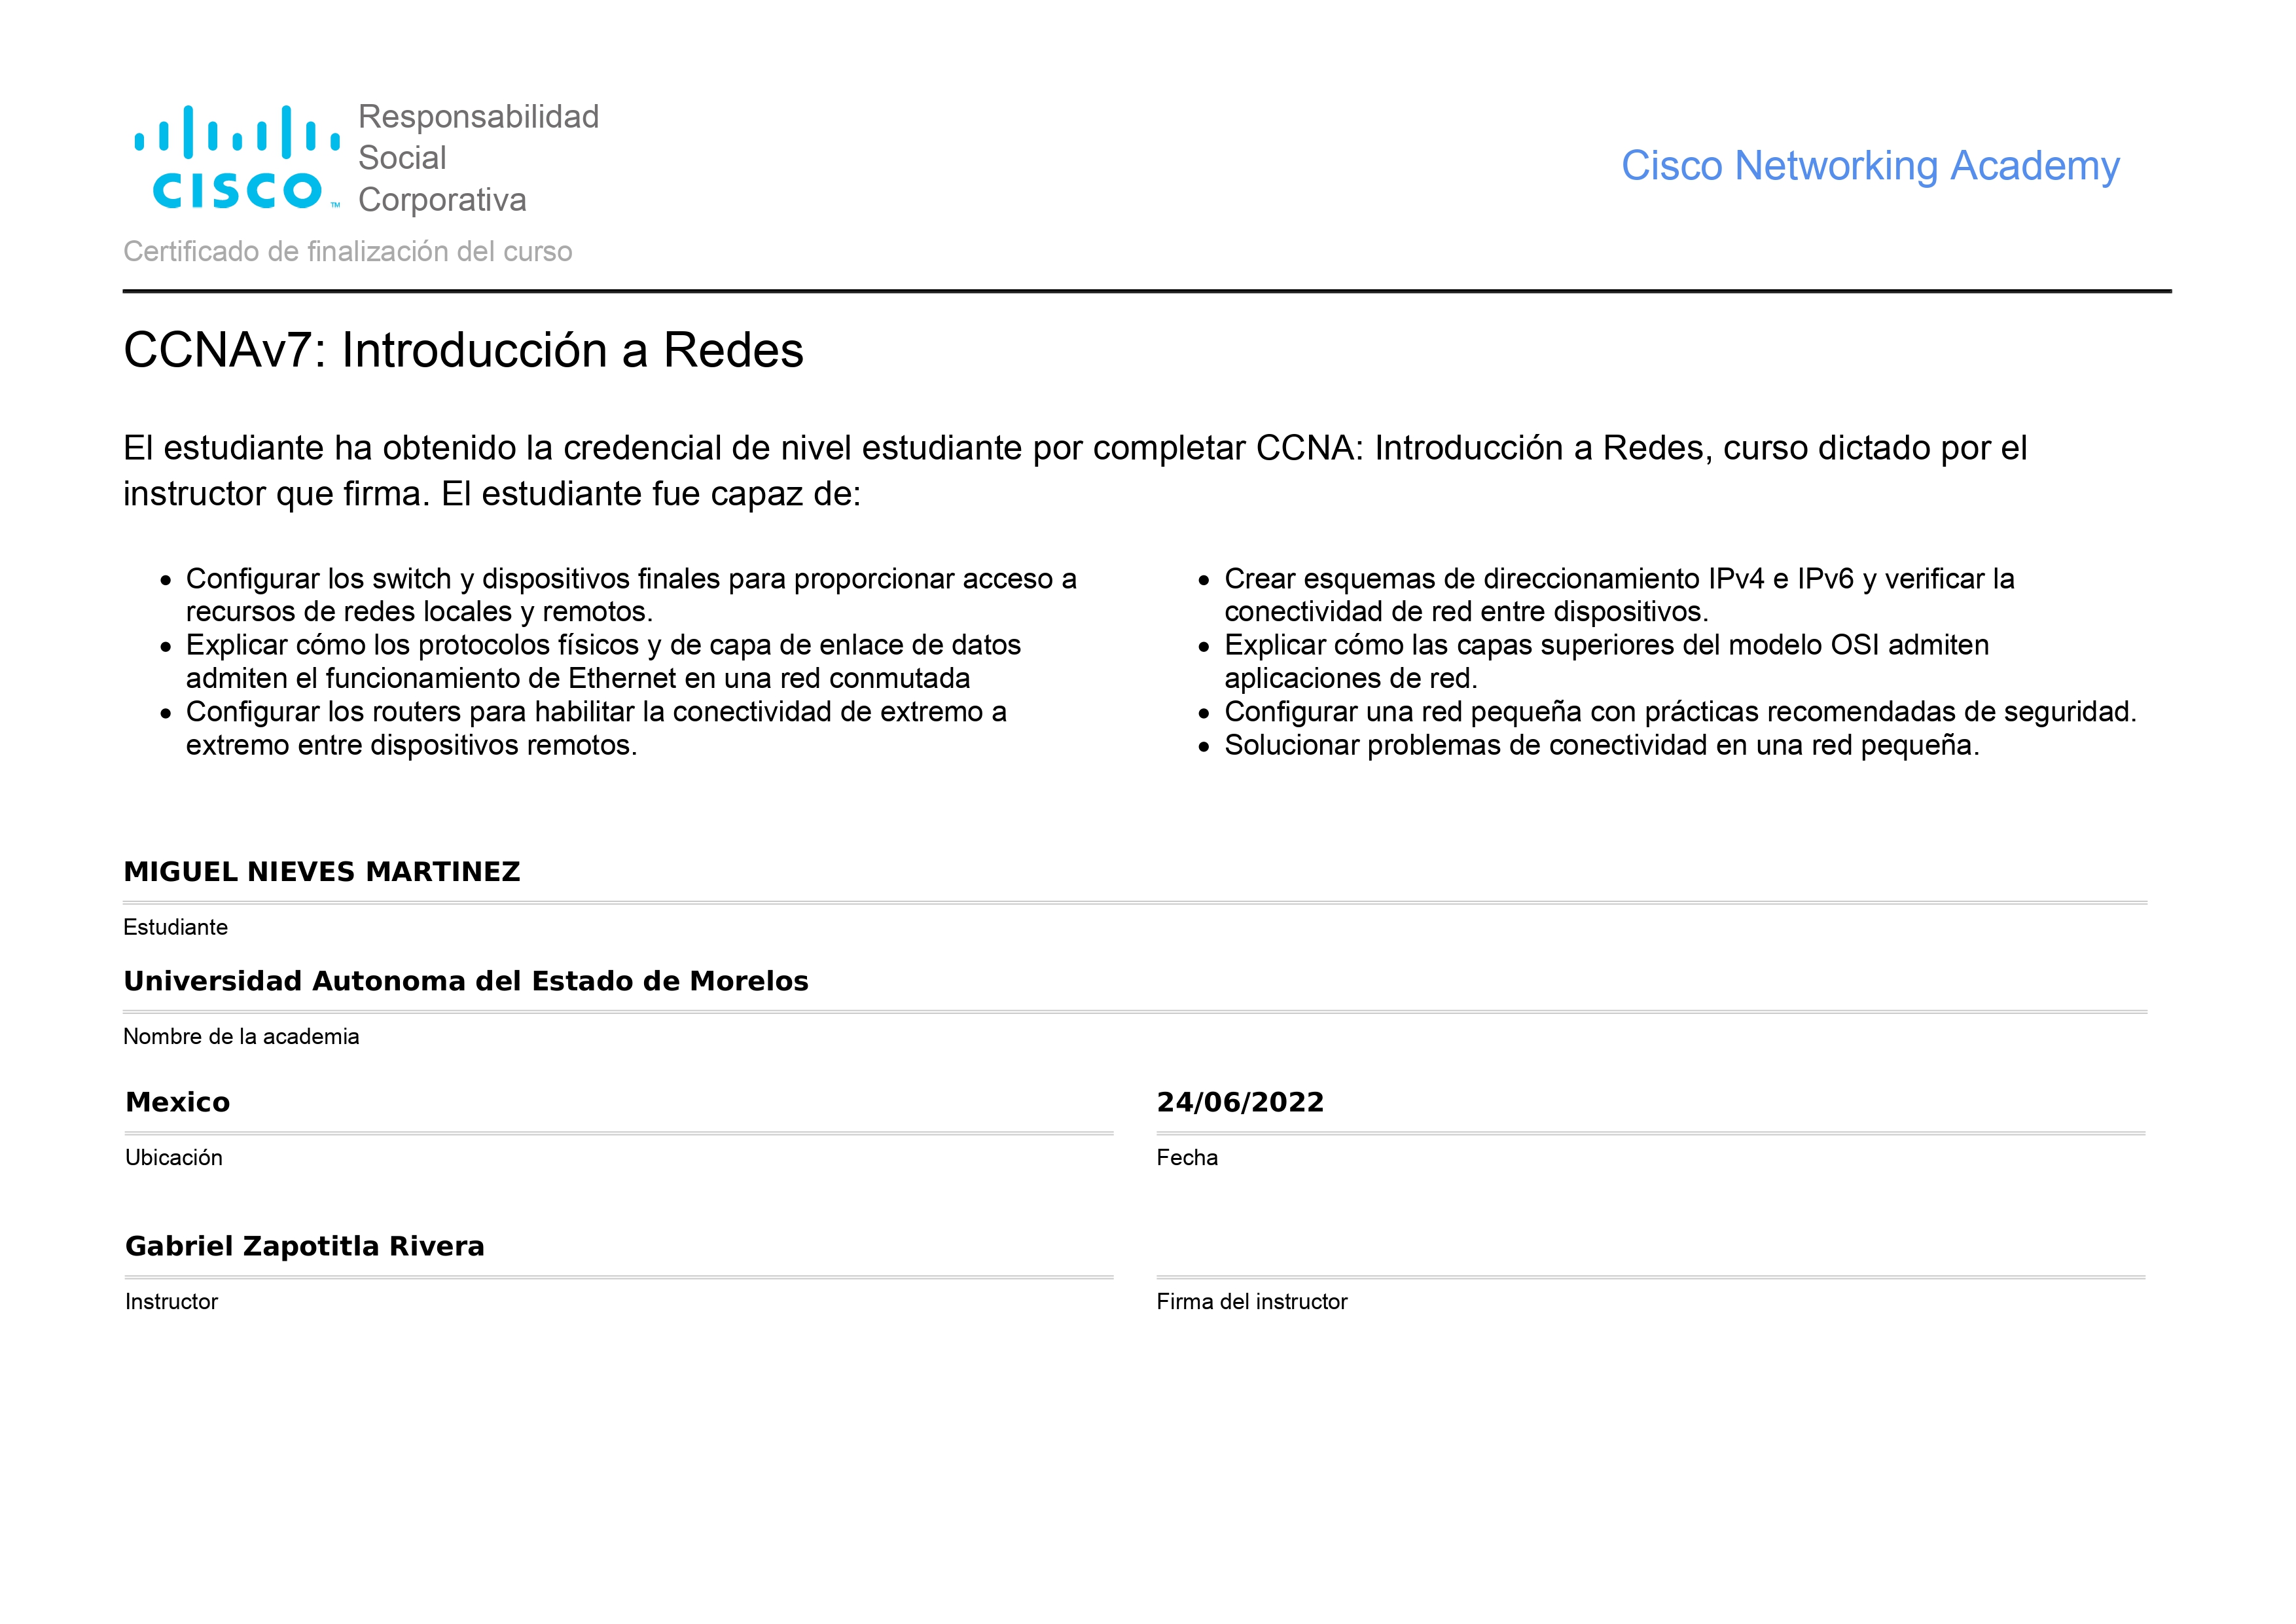 CISCO™
Responsabilidad
Social
Corporativa
Cisco Networking Academy
Certificado de finalización del curso
CCNAv7: Introducción a Redes
El estudiante ha obtenido la credencial de nivel estudiante por completar CCNA: Introducción a Redes, curso dictado por el
instructor que firma. El estudiante fue capaz de:
• Configurar los switch y dispositivos finales para proporcionar acceso a
recursos de redes locales y remotos.
• Explicar cómo los protocolos físicos y de capa de enlace de datos
admiten el funcionamiento de Ethernet en una red conmutada
• Configurar los routers para habilitar la conectividad de extremo a
extremo entre dispositivos remotos.
• Crear esquemas de direccionamiento IPv4 e IPv6 y verificar la
conectividad de red entre dispositivos.
• Explicar cómo las capas superiores del modelo OSI admiten
aplicaciones de red.
• Configurar una red pequeña con prácticas recomendadas de seguridad.
• Solucionar problemas de conectividad en una red pequeña.
MIGUEL NIEVES MARTINEZ
Estudiante
Universidad Autonoma del Estado de Morelos
Nombre de la academia
Mexico
Ubicación
24/06/2022
Fecha
Gabriel Zapotitla Rivera
Instructor
Firma del instructor